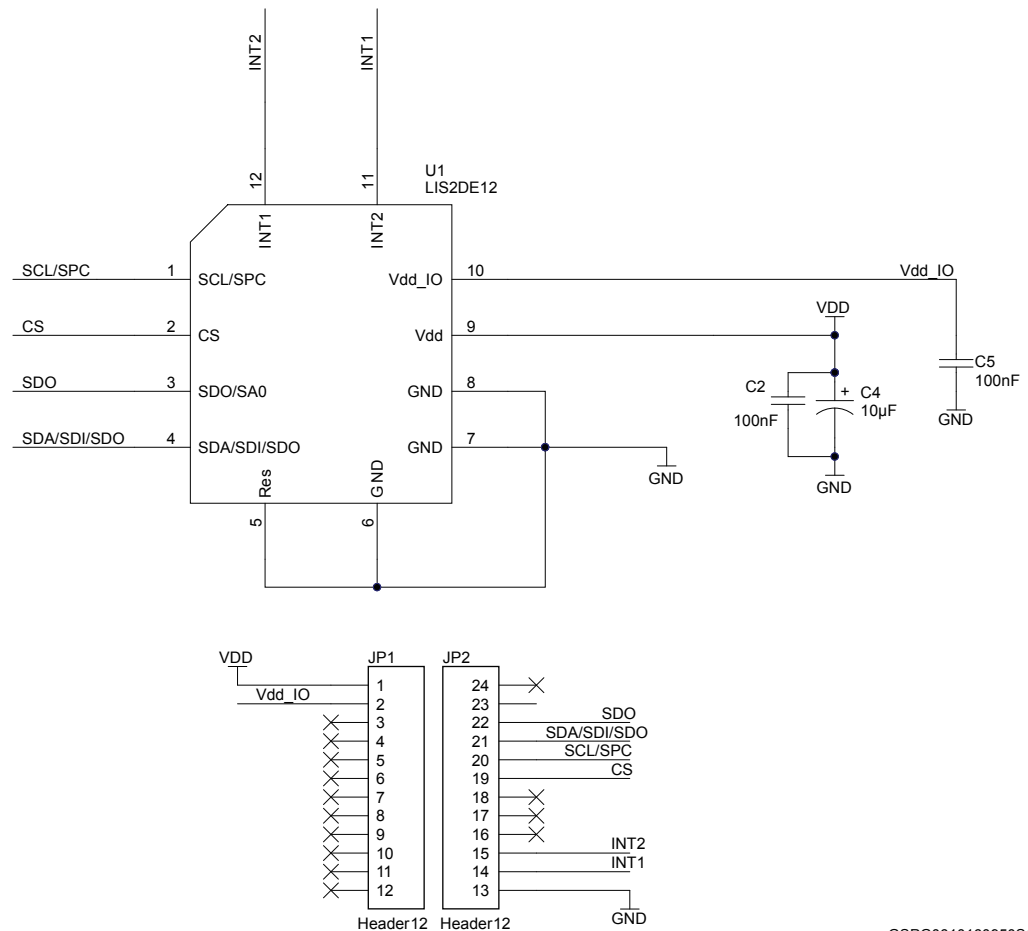 INT2
INT1
12
11
U1
LIS2DE12
INT1
INT2
SCL/SPC
1
SCL/SPC
Vdd_IO
10
Vdd_IO
CS
2
CS
Vdd
9
VDD
SDO
3
SDO/SA0
GND
8
C2
100nF
+
C4
10µF
C5
100nF
GND
SDA/SDI/SDO
4
SDA/SDI/SDO
GND
7
GND
GND
Res
GND
5
6
VDD
JP1
JP2
1
24
Vdd_IO
2
23
3
22
SDO
4
21
SDA/SDI/SDO
5
20
SCL/SPC
6
19
CS
7
18
8
17
9
16
10
15
INT2
11
14
INT1
12
13
GND
Header12
Header12